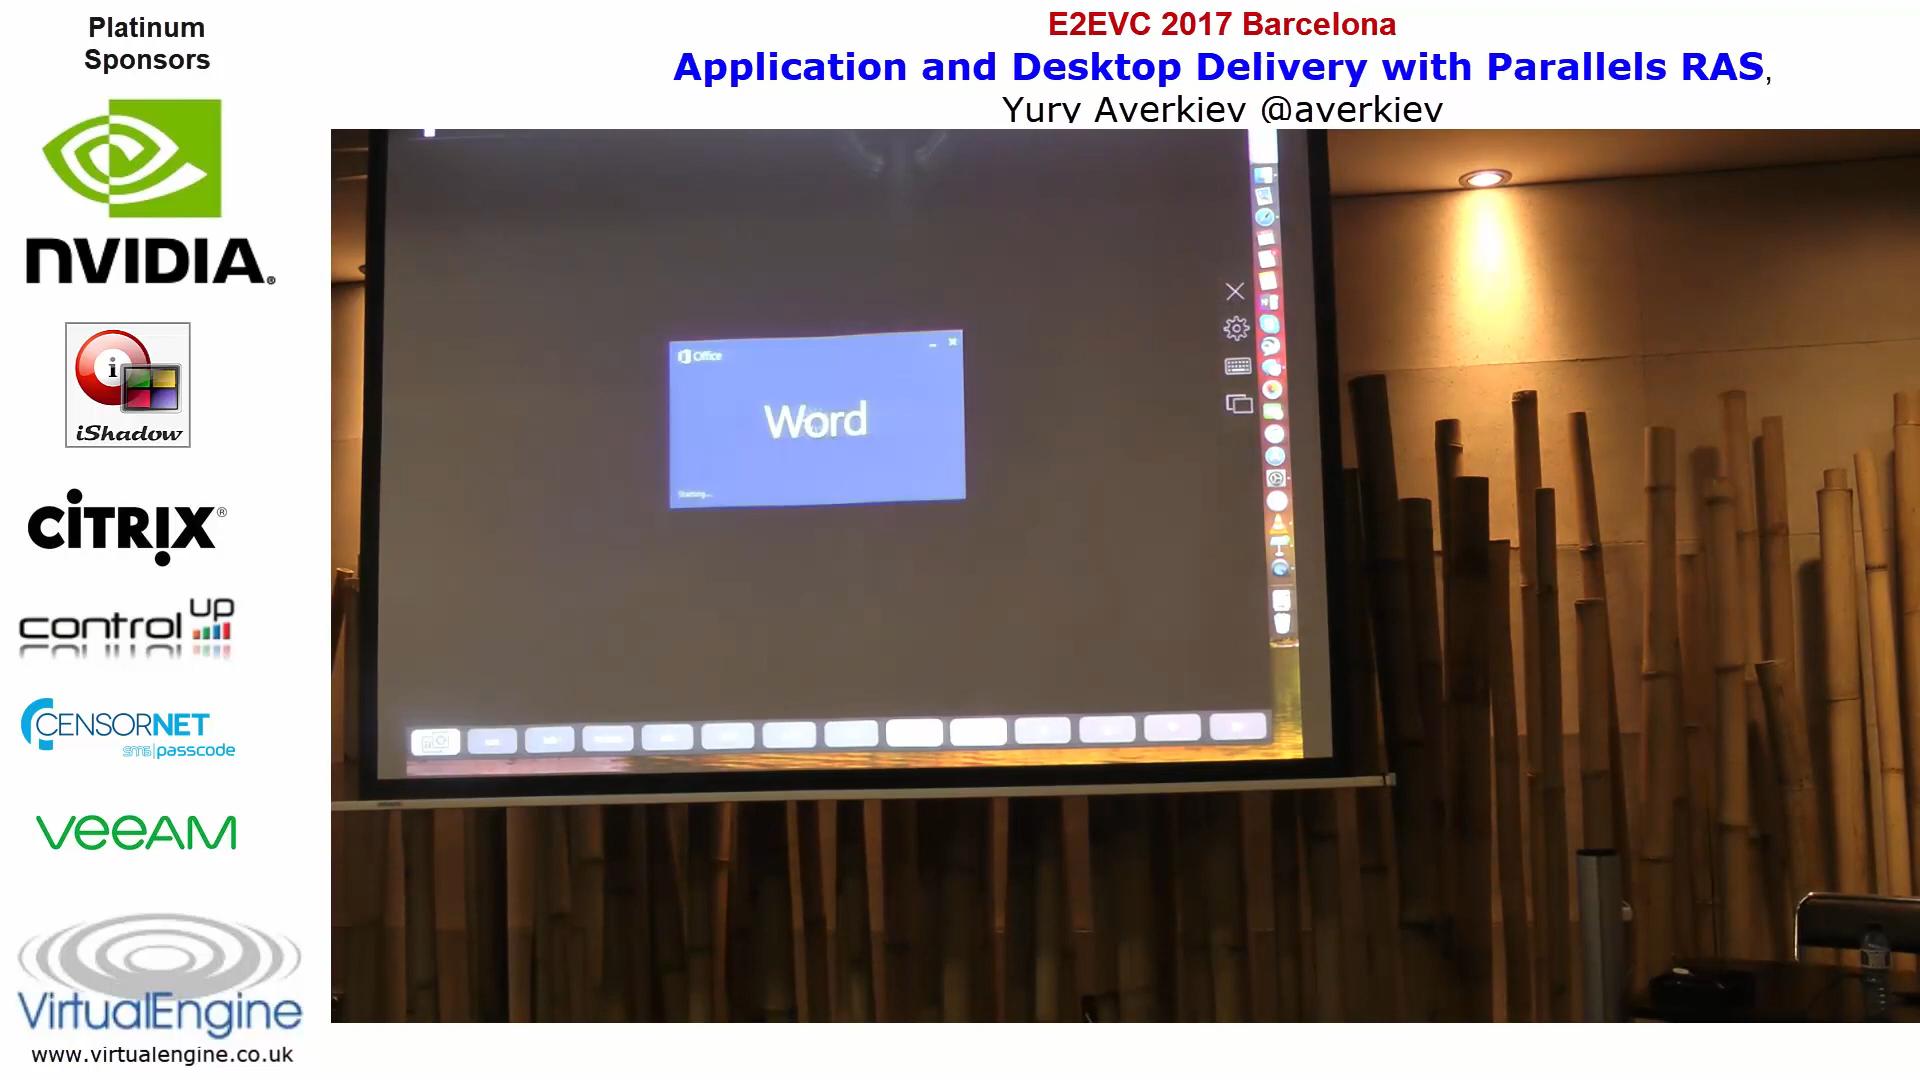 Platinum
Sponsors
E2EVC 2017 Barcelona
Application and Desktop Delivery with Parallels RAS,
Yury Averkiev @averkiev
NVIDIA®
i
iShadow
CITRIX®
control UP
CENSORNET
SMS|passcode
veeam
VirtualEngine
www.virtualengine.co.uk
Office
Word
Starting...